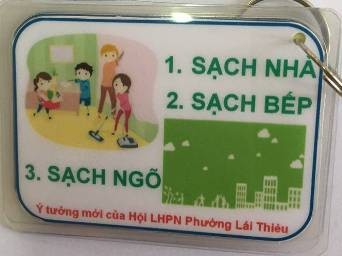 1. SẠCH NHÀ
2. SẠCH BẾP
3. SẠCH NGÕ
Ý tưởng mới của Hội LHPN Phường Lái Thiêu